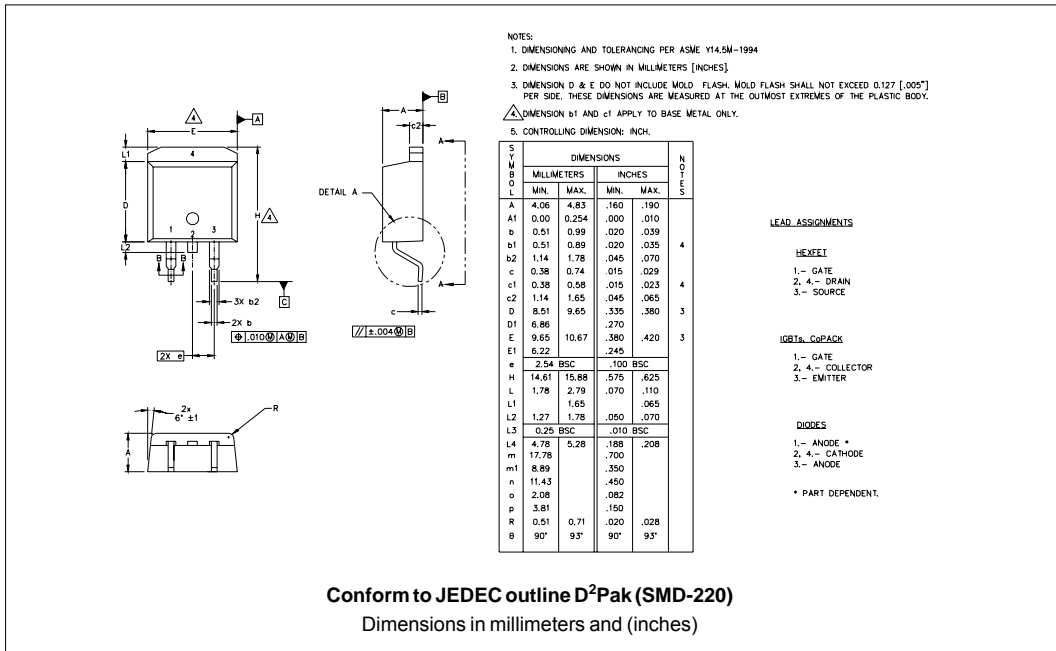 NOTES:
1. DIMENSIONING AND TOLERANCING PER ASME Y14.5M-1994
2. DIMENSIONS ARE SHOWN IN MILLIMETERS [INCHES].
3. DIMENSION D & E DO NOT INCLUDE MOLD FLASH. MOLD FLASH SHALL NOT EXCEED 0.127 [.005"]
PER SIDE. THESE DIMENSIONS ARE MEASURED AT THE OUTMOST EXTREMES OF THE PLASTIC BODY.
4. DIMENSION b1 AND c1 APPLY TO BASE METAL ONLY.
5. CONTROLLING DIMENSION: INCH.
4
E
A
L1
4
D
H
4
1
2
3
L2
B
B
3X b2
C
2X b
.010 Ⓜ A Ⓜ B
2X e
A
B
c2
A
DETAIL A
A
c
// ±.004 Ⓜ B
2x
6° ±1
R
A
SYMBOL DIMENSIONS NOTES
MILLIMETERS INCHES
MIN. MAX. MIN. MAX.
A 4.06 4.83 .160 .190
A1 0.00 0.254 .000 .010
b 0.51 0.99 .020 .039
b1 0.51 0.89 .020 .035 4
b2 1.14 1.78 .045 .070
c 0.38 0.74 .015 .029
c1 0.38 0.58 .015 .023 4
c2 1.14 1.65 .045 .065
D 8.51 9.65 .335 .380 3
D1 6.86 .270
E 9.65 10.67 .380 .420 3
E1 6.22 .245
e 2.54 BSC .100 BSC
H 14.61 15.88 .575 .625
L 1.78 2.79 .070 .110
L1 1.65 .065
L2 1.27 1.78 .050 .070
L3 0.25 BSC .010 BSC
L4 4.78 5.28 .188 .208
m 17.78 .700
m1 8.89 .350
n 11.43 .450
o 2.08 .082
p 3.81 .150
R 0.51 0.71 .020 .028
θ 90° 93° 90° 93°
LEAD ASSIGNMENTS
HEXFET
1.- GATE
2, 4.- DRAIN
3.- SOURCE
IGBTs, CoPACK
1.- GATE
2, 4.- COLLECTOR
3.- EMITTER
DIODES
1.- ANODE *
2, 4.- CATHODE
3.- ANODE
* PART DEPENDENT.
Conform to JEDEC outline D²Pak (SMD-220)
Dimensions in millimeters and (inches)